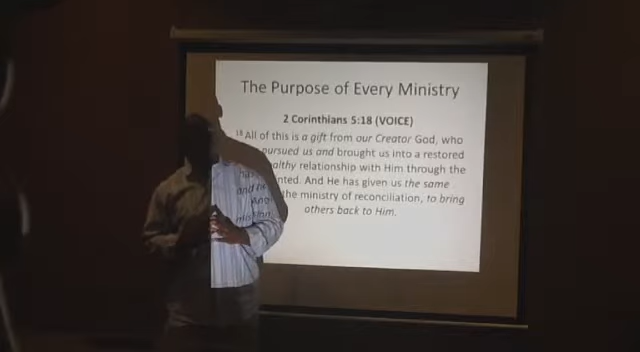 The Purpose of Every Ministry
2 Corinthians 5:18 (VOICE)
18 All of this is a gift from our Creator God, who
pursued us and brought us into a restored
relationship with Him through the
And He has given us the same
the ministry of reconciliation, to bring
others back to Him.